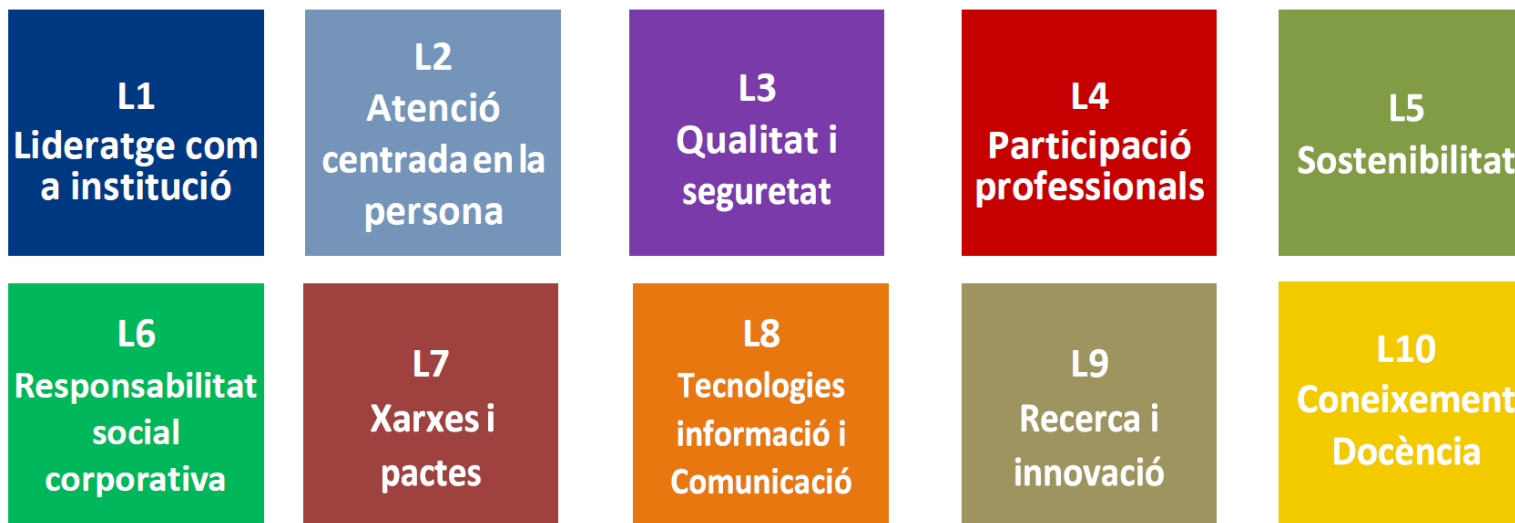 L1
Lideratge com
a institució
L2
Atenció
centrada en la
persona
L3
Qualitat i
seguretat
L4
Participació
professionals
L5
Sostenibilitat
L6
Responsabilitat
social
corporativa
L7
Xarxes i
pactes
L8
Tecnologies
informació i
Comunicació
L9
Recerca i
innovació
L10
Coneixement
Docència